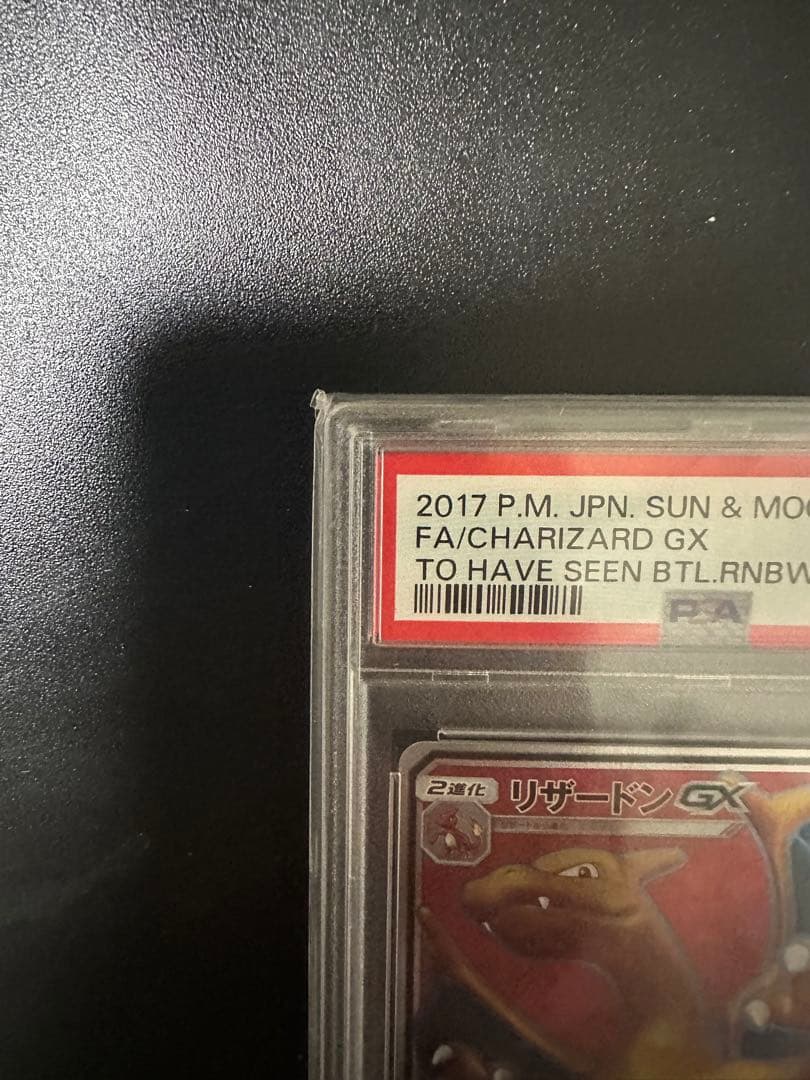 2017 P.M. JPN. SUN & MOO
FA/CHARIZARD GX
TO HAVE SEEN BTL.RNBW
PSA
2進化
リザードンGX